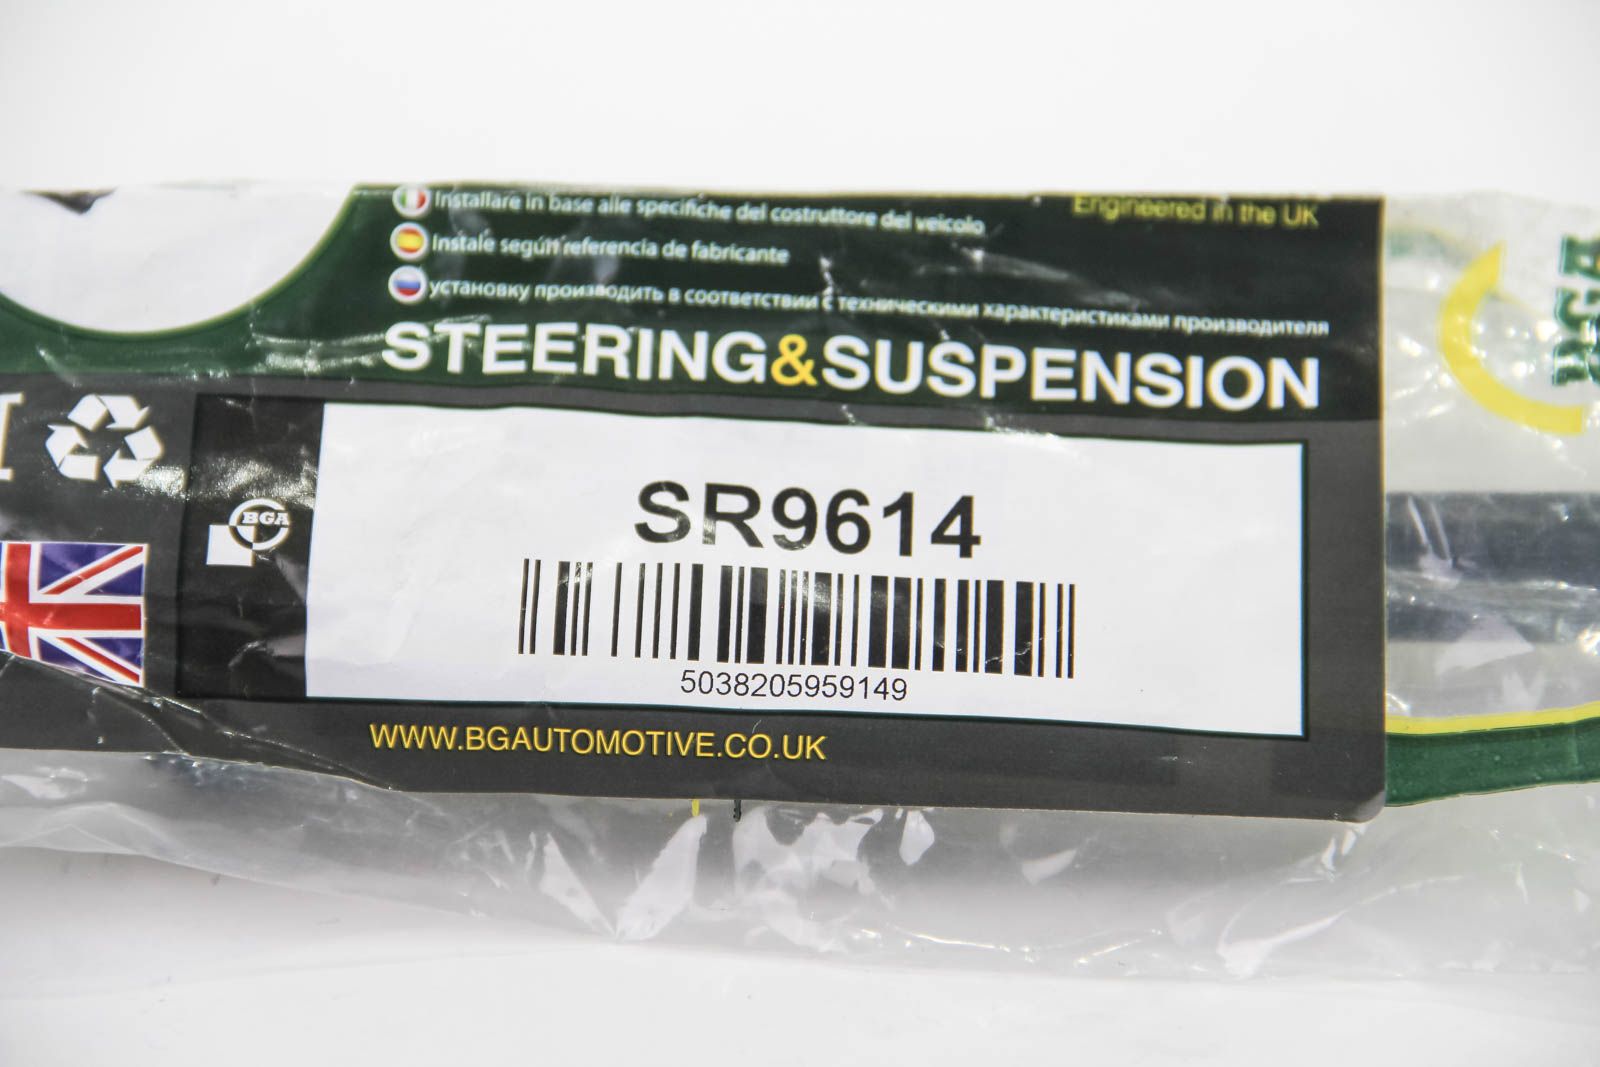 Installare in base alle specifiche del costruttore del veicolo
Engineered in the UK
Instale según referencia de fabricante
установку производить в соответствии с техническими характеристиками производителя
STEERING&SUSPENSION
BGA
BGA
SR9614
5038205959149
WWW.BGAUTOMOTIVE.CO.UK